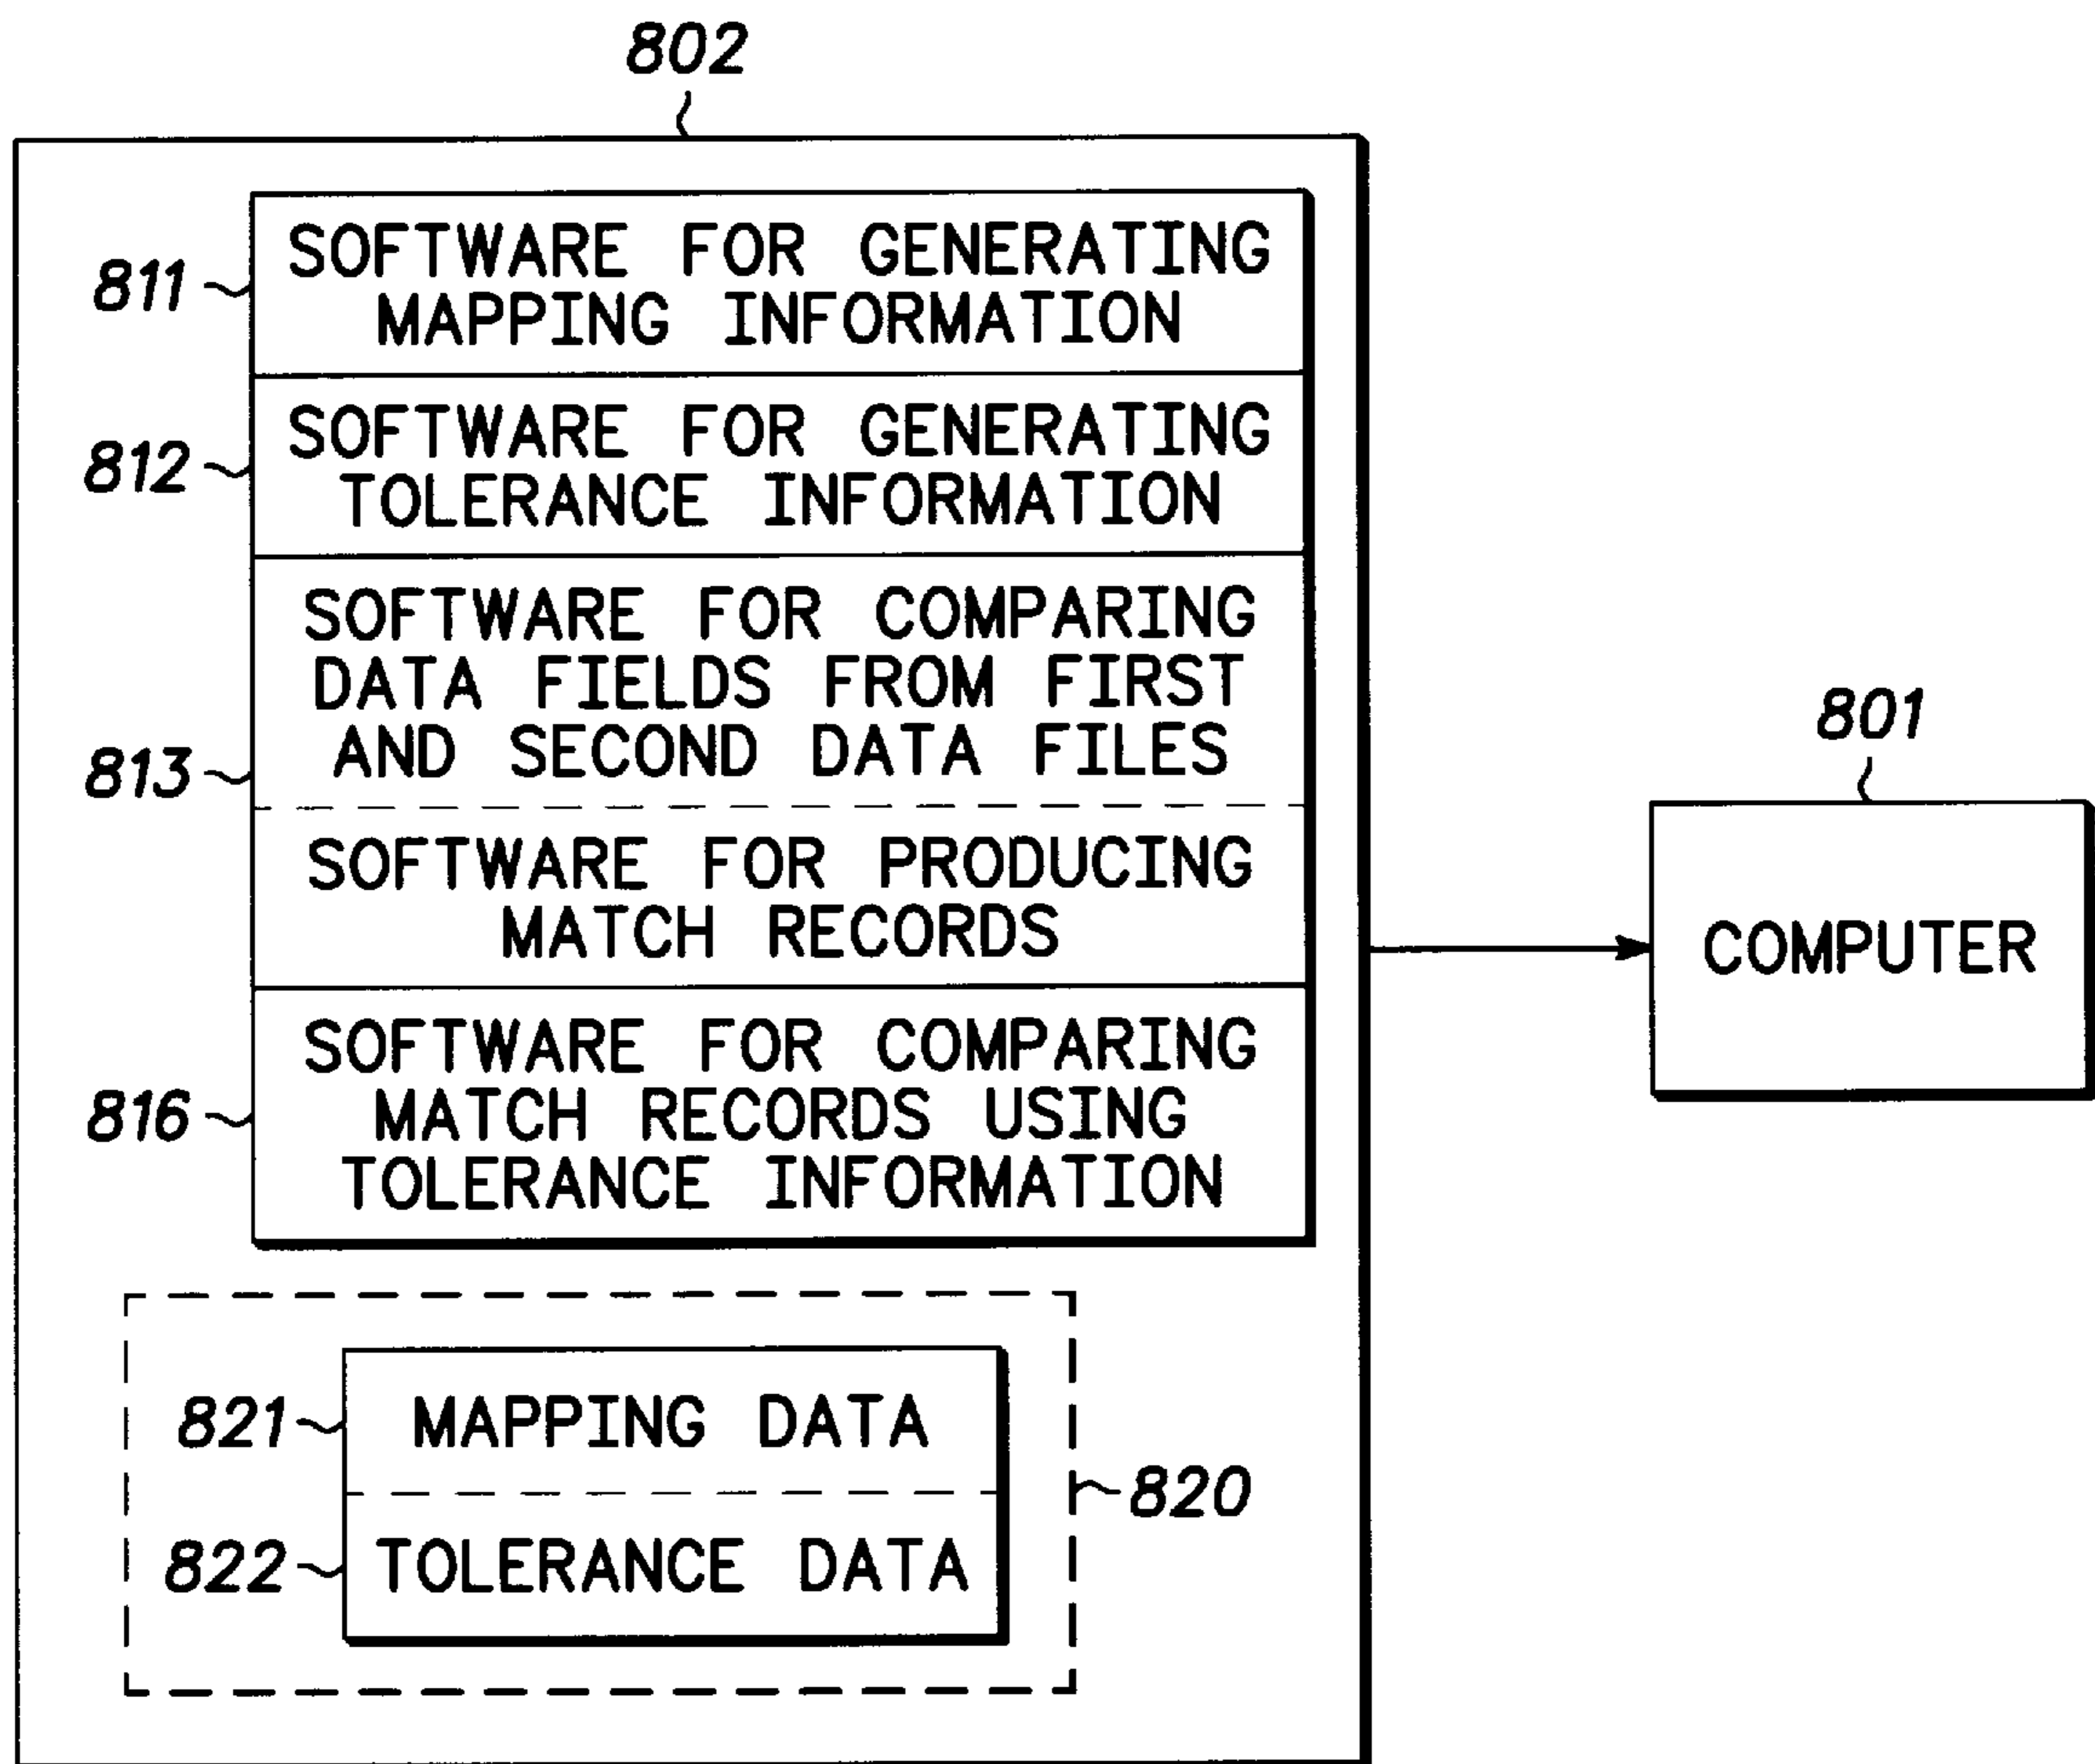 802
811
SOFTWARE FOR GENERATING
MAPPING INFORMATION
812
SOFTWARE FOR GENERATING
TOLERANCE INFORMATION
SOFTWARE FOR COMPARING
DATA FIELDS FROM FIRST
AND SECOND DATA FILES
813
SOFTWARE FOR PRODUCING
MATCH RECORDS
SOFTWARE FOR COMPARING
816
MATCH RECORDS USING
TOLERANCE INFORMATION
821
MAPPING DATA
820
822
TOLERANCE DATA
801
COMPUTER